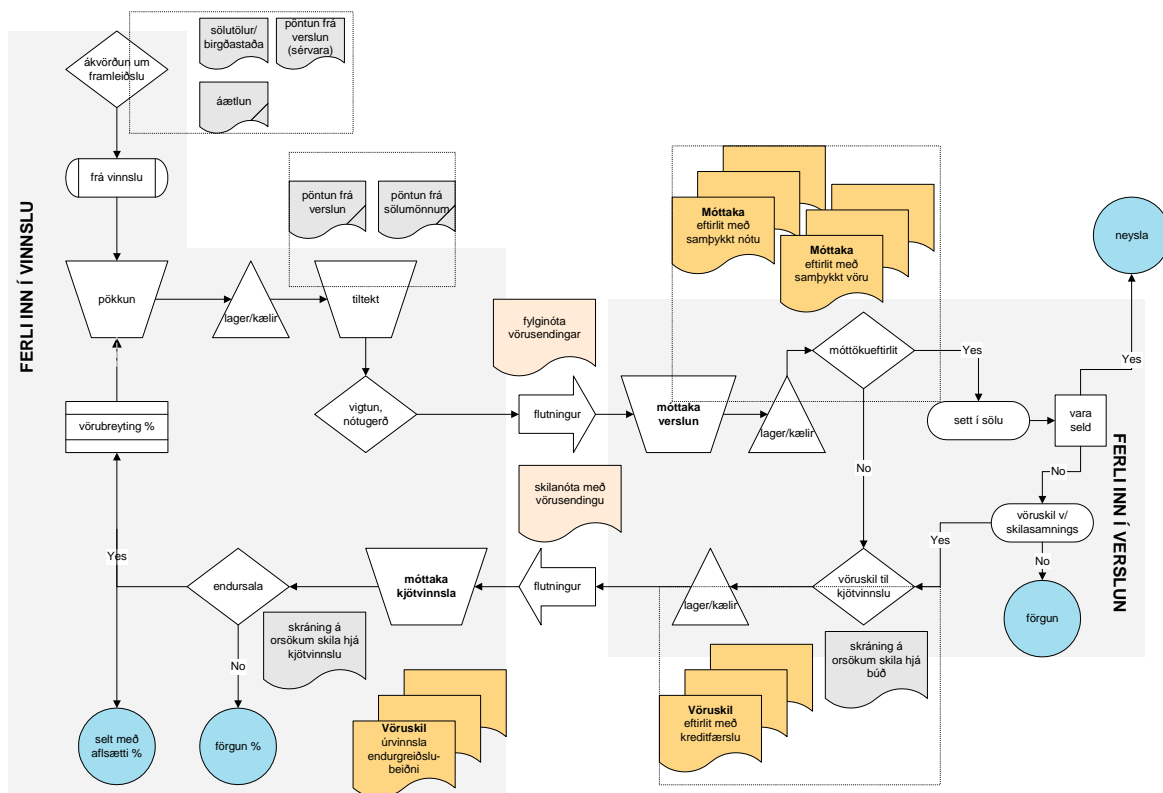 sölutölur/
birgðastaða
pöntun frá
verslun
(sérvara)
ákvörðun um
framleiðslu
áætlun
frá vinnslu
pöntun frá
verslun
pöntun frá
sölumönnum
Móttaka
eftirlit með
samþykkt nótu
Móttaka
eftirlit með
samþykkt vöru
neysla
FERLI INN Í VINNSLU
pökkun
lager/kælir
tiltekt
fylginóta
vörusendingar
móttökueftirlit
Yes
Yes
vigtun,
nótugerð
flutningur
móttaka
verslun
lager/kælir
sett í sölu
vara
seld
vörubreyting %
No
No
skilanóta með
vörusendingu
vöruskil v/
skilasamnings
FERLI INN Í VERSLUN
Yes
Yes
No
endursala
móttaka
kjötvinnsla
flutningur
lager/kælir
vöruskil til
kjötvinnslu
förgun
skráning á
orsökum skila hjá
kjötvinnslu
skráning á
orsökum skila hjá
búð
No
Vöruskil
eftirlit með
kreditfærslu
selt með
aflsætti %
förgun %
Vöruskil
úrvinnsla
endurgreiðslu-
beiðni